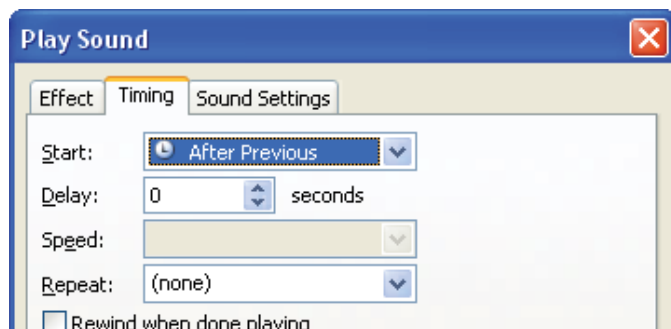 Play Sound
Effect Timing Sound Settings
Start: After Previous
Delay: 0 seconds
Speed:
Repeat: (none)
Rewind when done playing